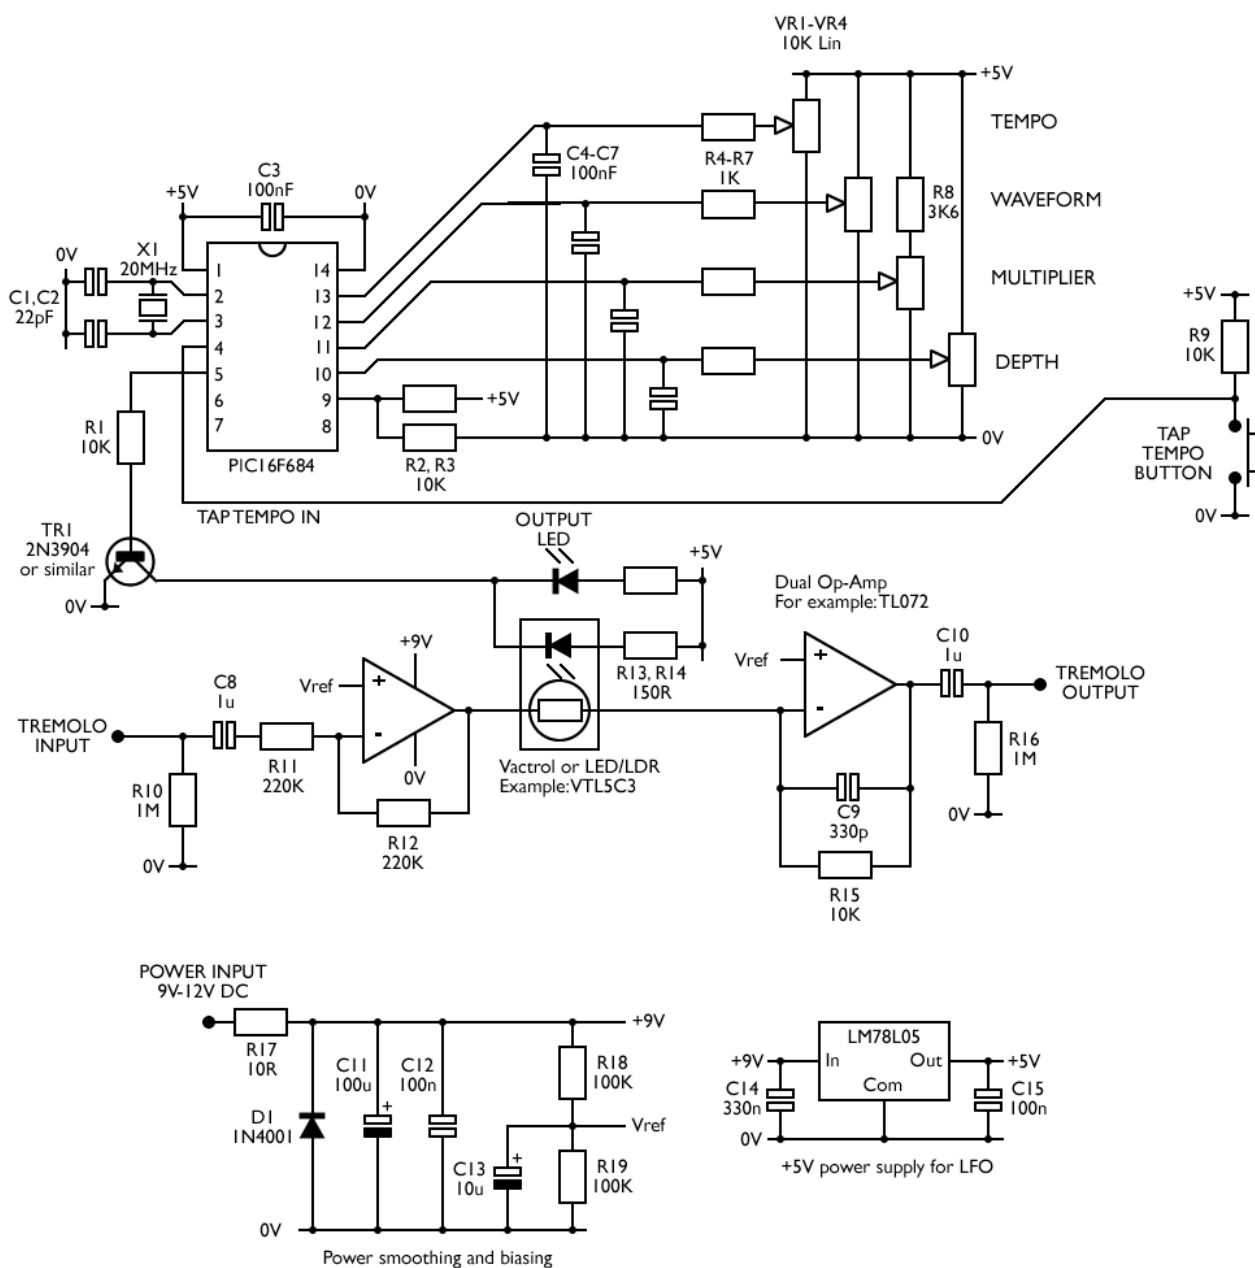 VR1-VR4
10K Lin
+5V
TEMPO
C4-C7
100nF
R4-R7
1K
C3
100nF
+5V
0V
WAVEFORM
R8
3K6
0V
X1
20MHz
C1,C2
22pF
1
2
3
4
5
6
7
14
13
12
11
10
9
8
MULTIPLIER
DEPTH
+5V
R9
10K
+5V
0V
R1
10K
R2, R3
10K
PIC16F684
TAP
TEMPO
BUTTON
0V
TAP TEMPO IN
OUTPUT
LED
+5V
TR1
2N3904
or similar
0V
Dual Op-Amp
For example: TL072
R13, R14
150R
+9V
Vref
+
-
0V
C8
1u
TREMOLO
INPUT
R11
220K
R10
1M
0V
R12
220K
Vactrol or LED/LDR
Example: VTL5C3
Vref
+
-
C10
1u
TREMOLO
OUTPUT
R16
1M
0V
C9
330p
R15
10K
POWER INPUT
9V-12V DC
R17
10R
+9V
C11
100u
+
C12
100n
R18
100K
D1
1N4001
Vref
C13
10u
+
R19
100K
0V
Power smoothing and biasing
LM78L05
In
Out
Com
+9V
+5V
C14
330n
C15
100n
0V
+5V power supply for LFO